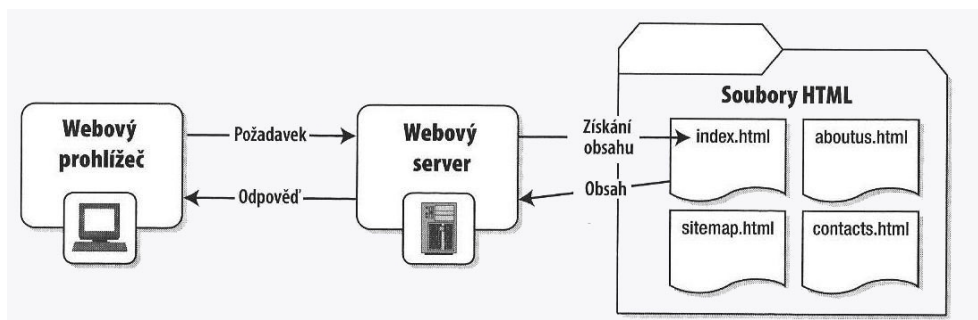 Webový
prohlížeč
Požadavek
Odpověď
Webový
server
Získání
obsahu
Obsah
Soubory HTML
index.html
aboutus.html
sitemap.html
contacts.html